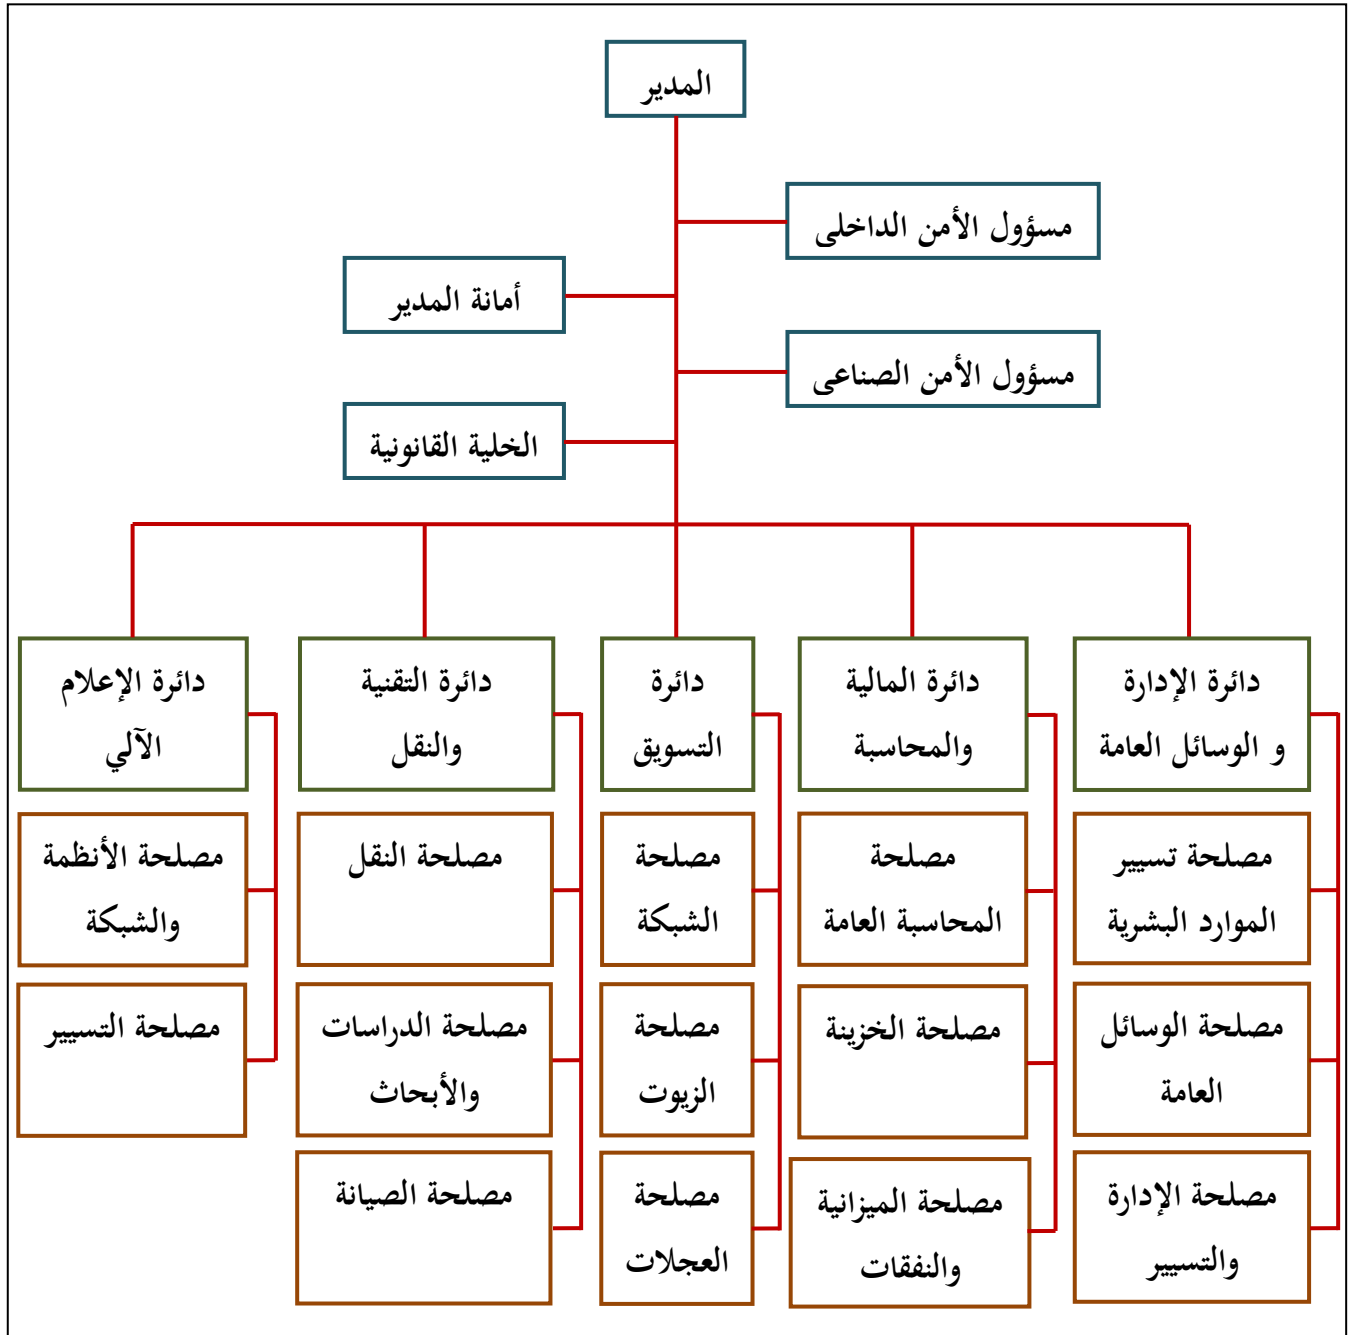 المدير
مسؤول الأمن الداخلى
أمانة المدير
مسؤول الأمن الصناعى
الخلية القانونية
دائرة الإدارة
و الوسائل العامة
دائرة المالية
والمحاسبة
دائرة
التسويق
دائرة التقنية
والنقل
دائرة الإعلام
الآلي
مصلحة تسيير
الموارد البشرية
مصلحة
المحاسبة العامة
مصلحة
الشبكة
مصلحة النقل
مصلحة الأنظمة
والشبكة
مصلحة الوسائل
العامة
مصلحة الخزينة
مصلحة
الزيوت
مصلحة الدراسات
والأبحاث
مصلحة التسيير
مصلحة الإدارة
والتسيير
مصلحة الميزانية
والنفقات
مصلحة
العجلات
مصلحة الصيانة